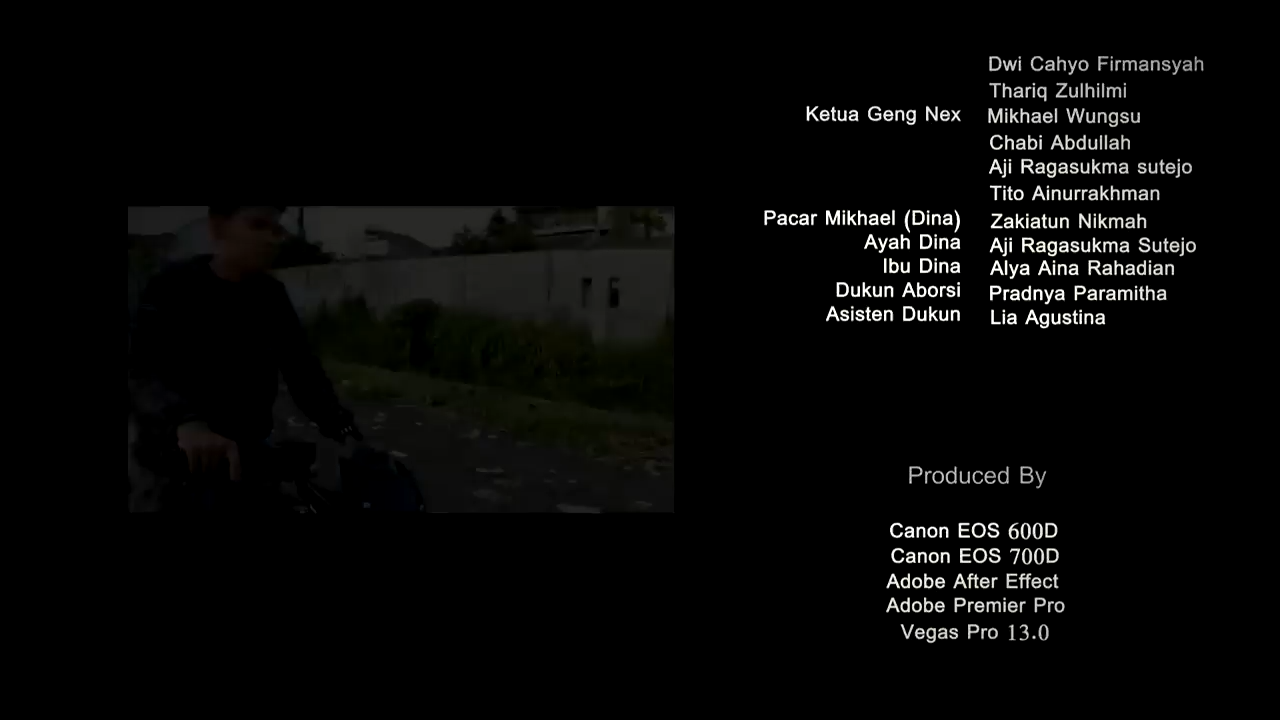 Dwi Cahyo Firmansyah
Thariq Zulhilmi
Ketua Geng Nex Mikhael Wungsu
Chabi Abdullah
Aji Ragasukma sutejo
Tito Ainurrakhman
Pacar Mikhael (Dina) Zakiatun Nikmah
Ayah Dina Aji Ragasukma Sutejo
Ibu Dina Alya Aina Rahadian
Dukun Aborsi Pradnya Paramitha
Asisten Dukun Lia Agustina
Produced By
Canon EOS 600D
Canon EOS 700D
Adobe After Effect
Adobe Premier Pro
Vegas Pro 13.0